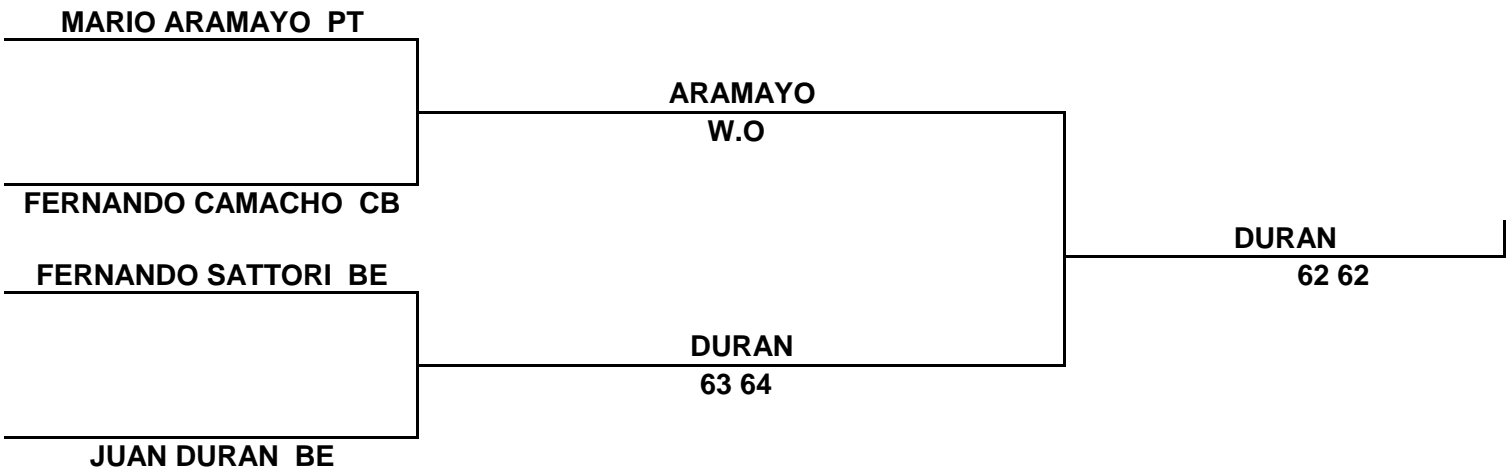 MARIO ARAMAYO PT
ARAMAYO
W.O
FERNANDO CAMACHO CB
DURAN
62 62
FERNANDO SATTORI BE
DURAN
63 64
JUAN DURAN BE